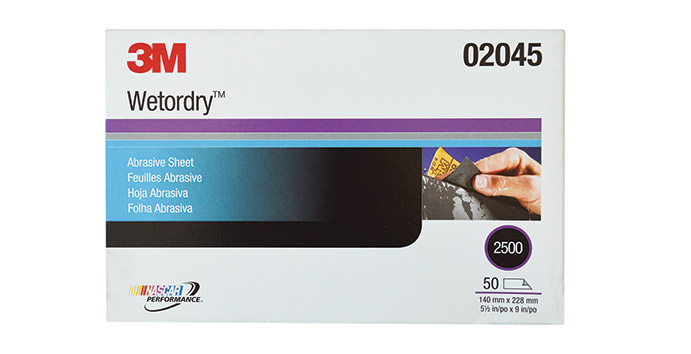 3M
02045
Wetordry™
Abrasive Sheet
Feuilles Abrasive
Hoja Abrasiva
Folha Abrasiva
3M
2500
50
140 mm x 228 mm
5½ in/po x 9 in/po
NASCAR
PERFORMANCE.